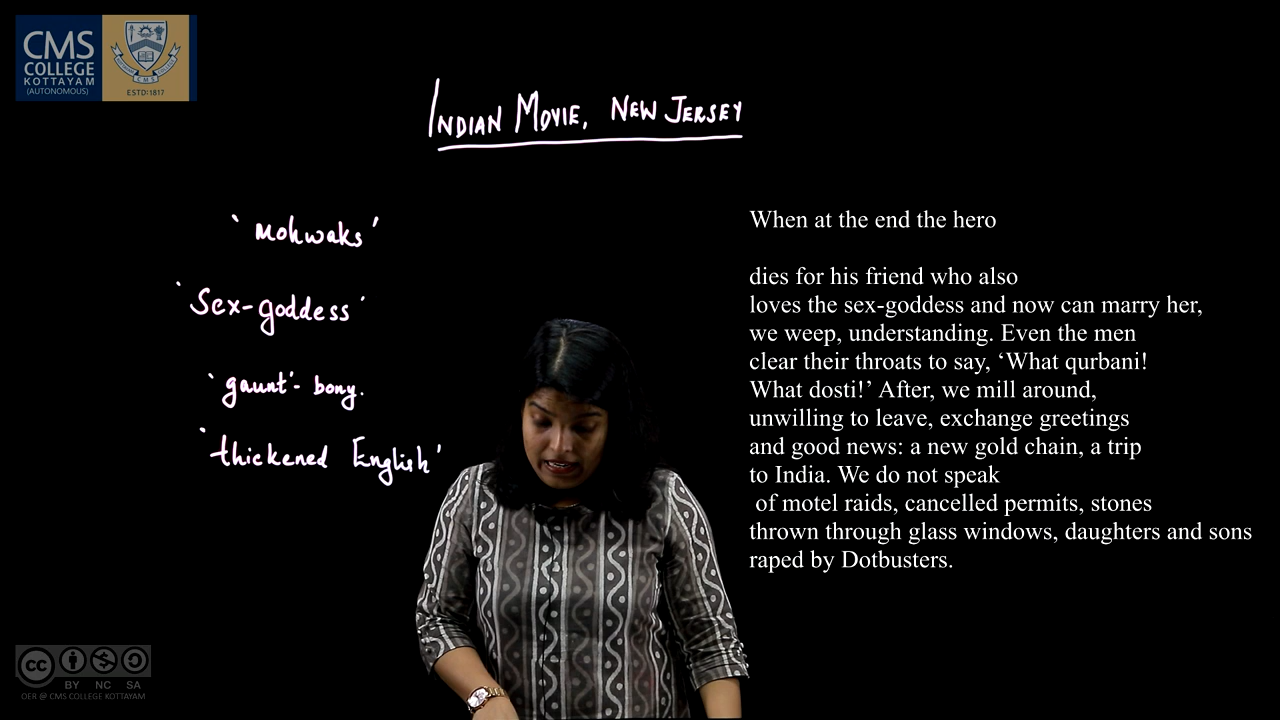 CMS
COLLEGE
KOTTAYAM
(AUTONOMOUS)
CMS
ESTD:1817
INDIAN MOVIE, NEW JERSEY
'mohwaks'
'Sex-goddess'
'gaunt'- bony.
'thickened English'
When at the end the hero
dies for his friend who also
loves the sex-goddess and now can marry her,
we weep, understanding. Even the men
clear their throats to say, ‘What qurbani!
What dosti!’ After, we mill around,
unwilling to leave, exchange greetings
and good news: a new gold chain, a trip
to India. We do not speak
of motel raids, cancelled permits, stones
thrown through glass windows, daughters and sons
raped by Dotbusters.
cc
BY NC SA
OER @ CMS COLLEGE KOTTAYAM